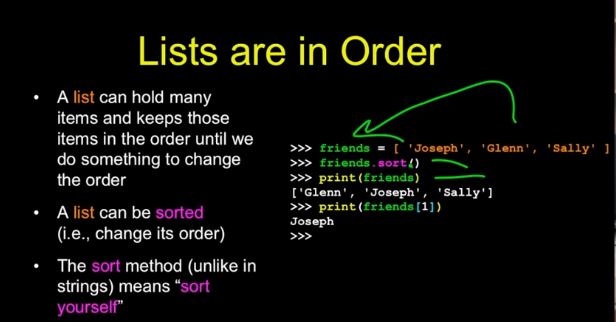 Lists are in Order
• A list can hold many
items and keeps those
items in the order until we
do something to change
the order
• A list can be sorted
(i.e., change its order)
• The sort method (unlike in
strings) means “sort
yourself”
>>> friends = [ 'Joseph', 'Glenn', 'Sally' ]
>>> friends.sort()
>>> print(friends)
['Glenn', 'Joseph', 'Sally']
>>> print(friends[1])
Joseph
>>>